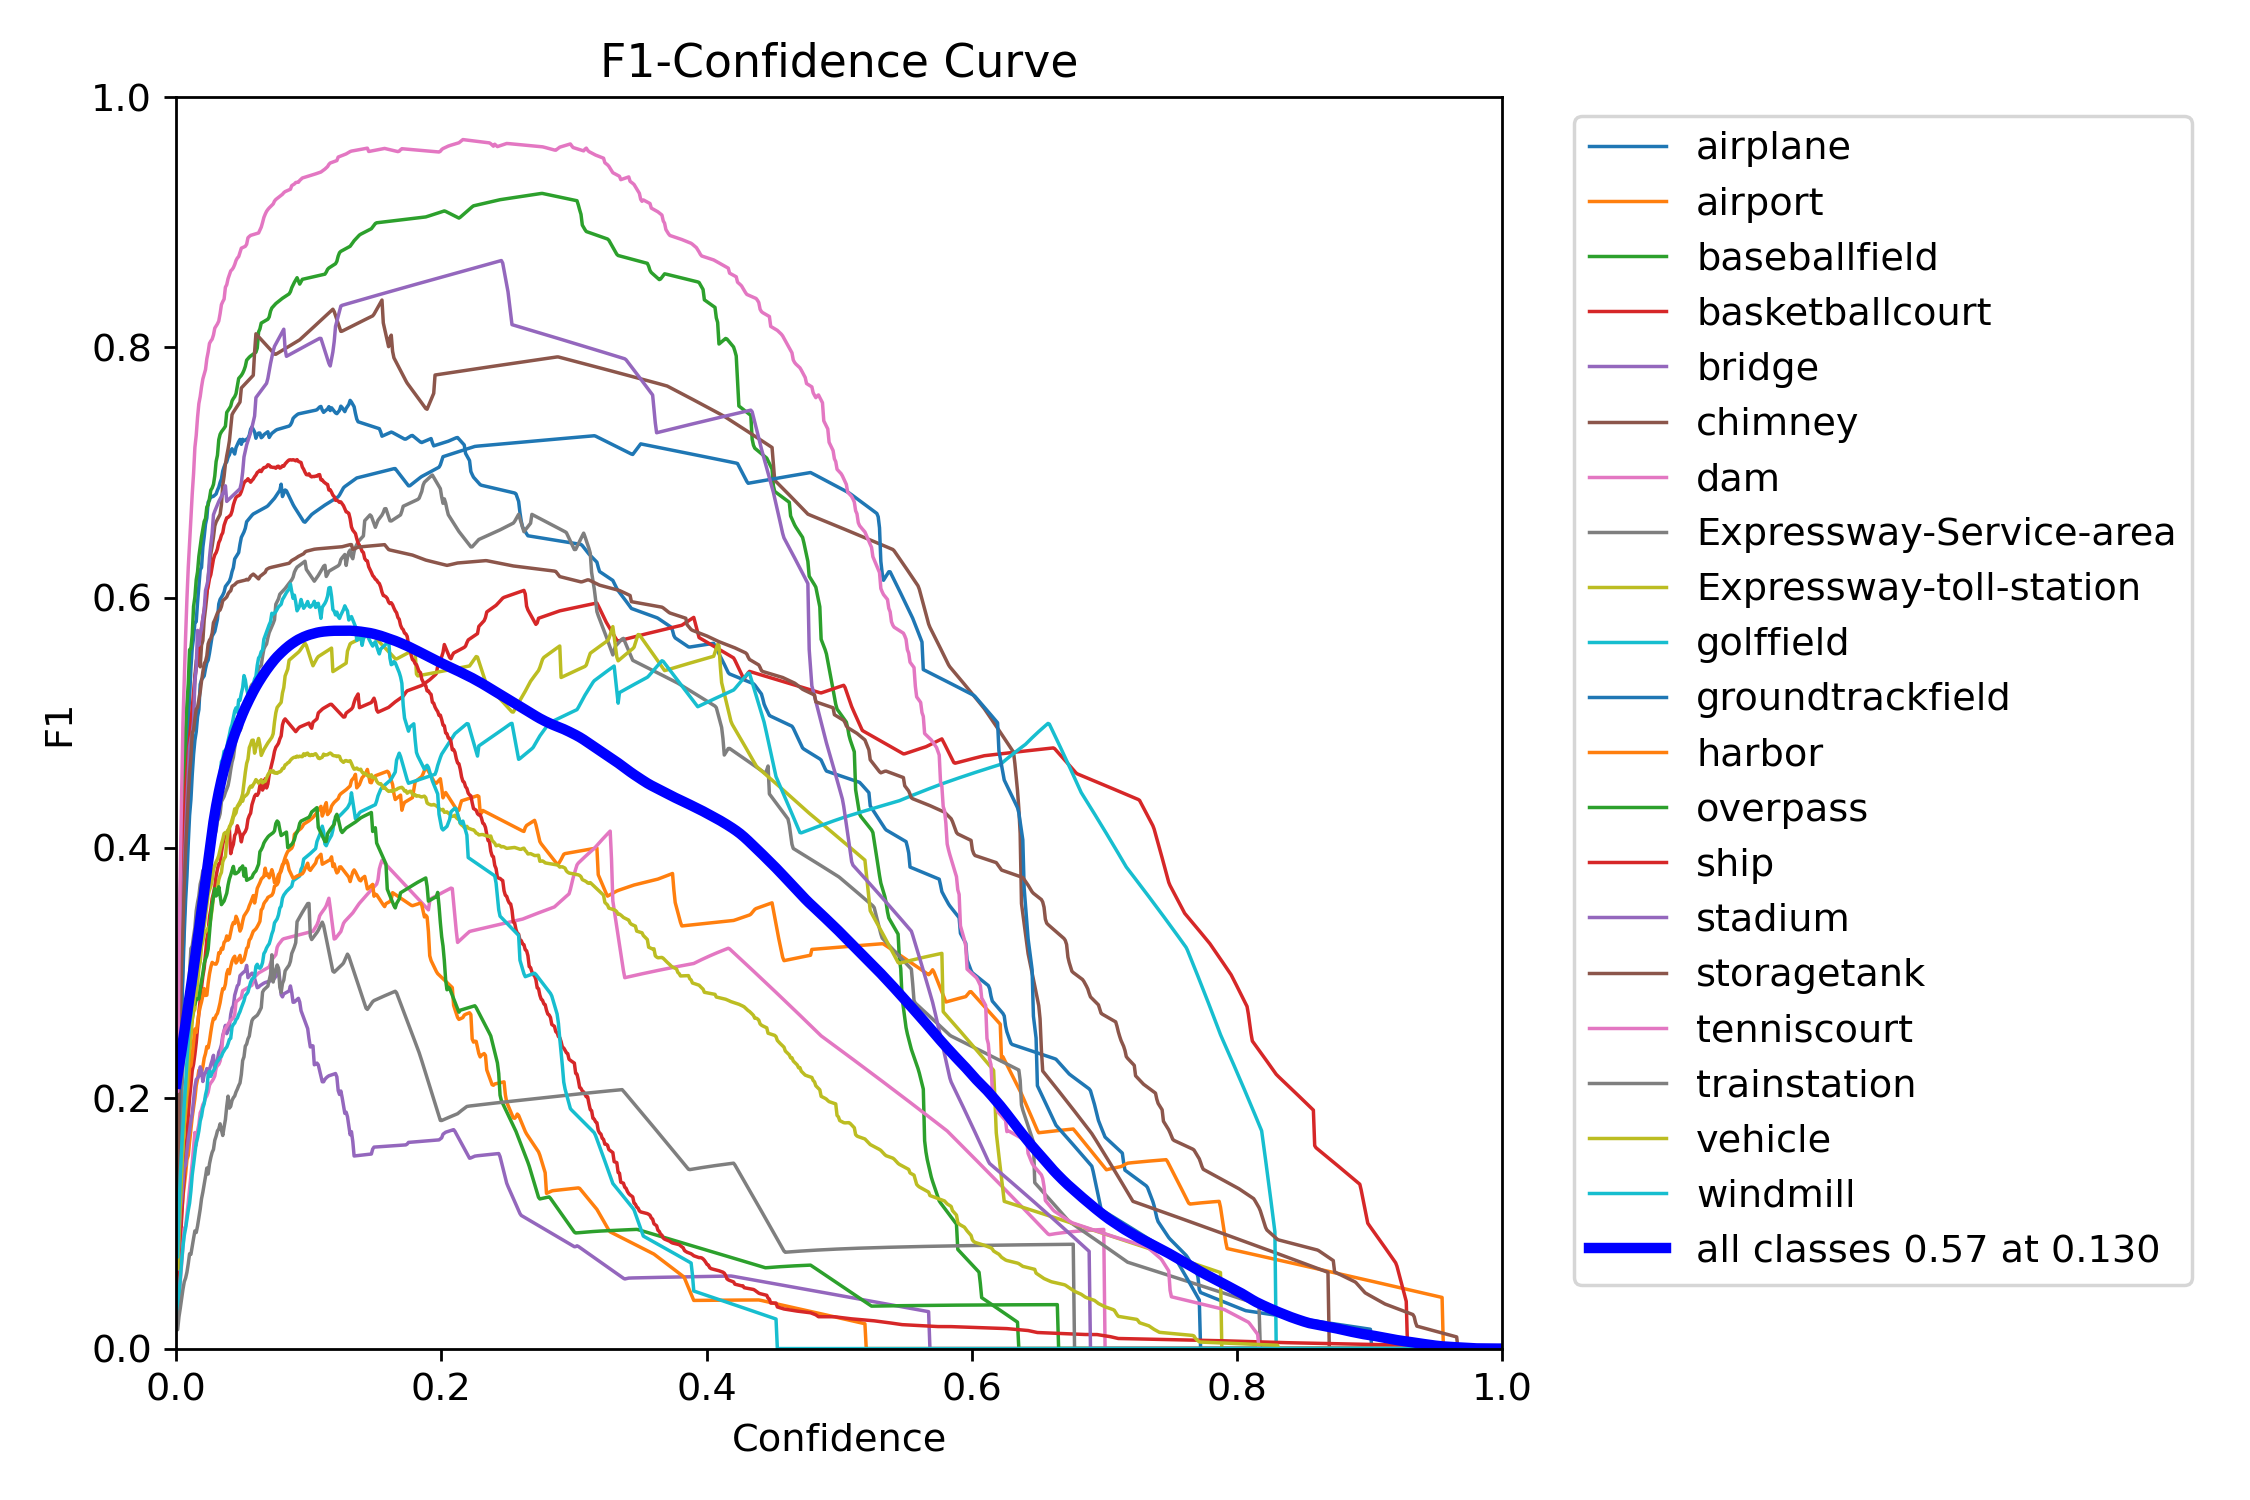 F1-Confidence Curve
1.0
0.8
0.6
0.4
0.2
0.0
F1
0.0 0.2 0.4 0.6 0.8 1.0
Confidence
airplane
airport
baseballfield
basketballcourt
bridge
chimney
dam
Expressway-Service-area
Expressway-toll-station
golffield
groundtrackfield
harbor
overpass
ship
stadium
storagetank
tenniscourt
trainstation
vehicle
windmill
all classes 0.57 at 0.130